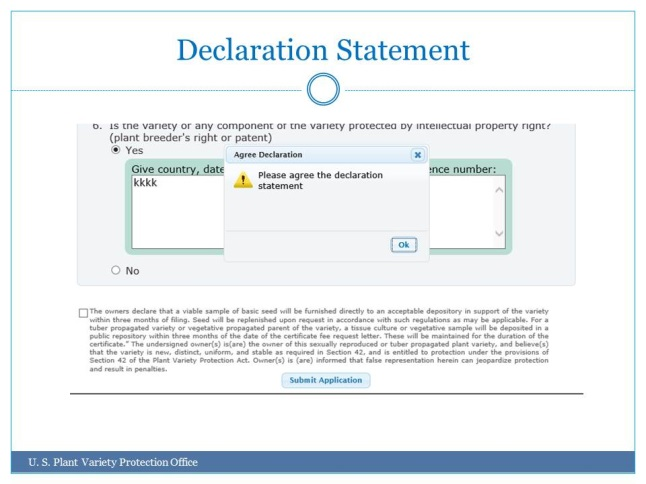 Declaration Statement
6. Is the variety or any component of the variety protected by intellectual property right?
(plant breeder's right or patent)
Yes
Agree Declaration
Give country, date
ence number:
kkkk
Please agree the declaration
statement
Ok
No
The owners declare that a viable sample of basic seed will be furnished directly to an acceptable depository in support of the variety
within three months of filing. Seed will be replenished upon request in accordance with such regulations as may be applicable. For a
tuber propagated variety or vegetative propagated parent of the variety, a tissue culture or vegetative sample will be deposited in a
public repository within three months of the date of the certificate fee request letter. These will be maintained for the duration of the
certificate." The undersigned owner(s) is(are) the owner of this sexually reproduced or tuber propagated plant variety, and believe(s)
that the variety is new, distinct, uniform, and stable as required in Section 42, and is entitled to protection under the provisions of
Section 42 of the Plant Variety Protection Act. Owner(s) is (are) informed that false representation herein can jeopardize protection
and result in penalties.
Submit Application
U. S. Plant Variety Protection Office